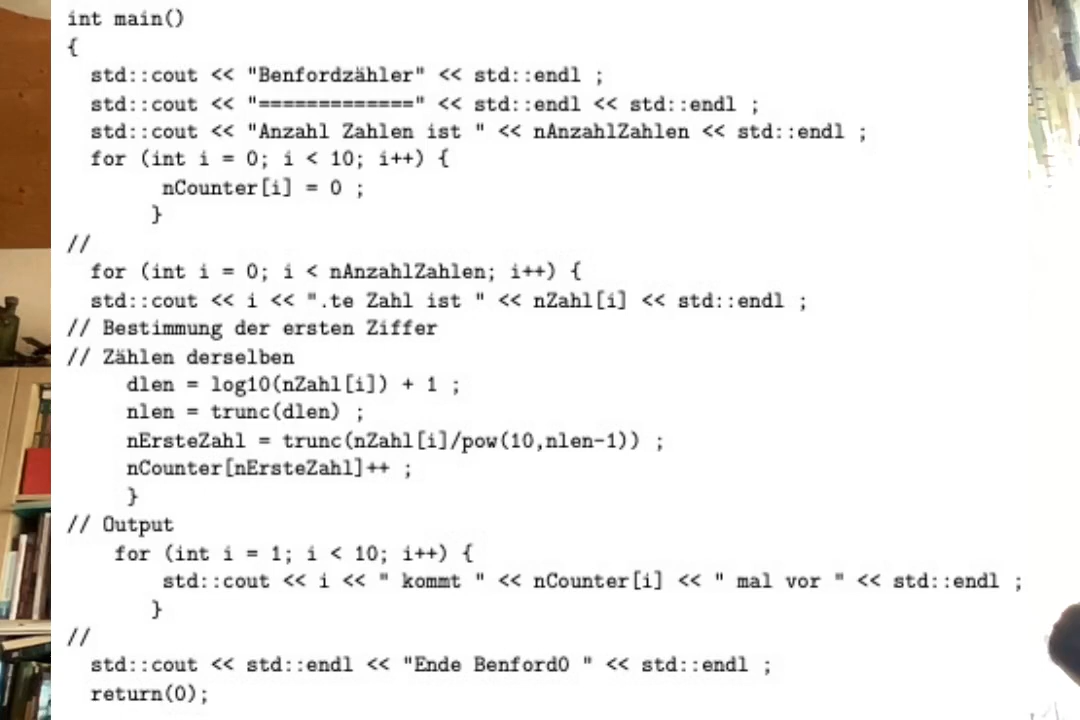 int main()
{
  std::cout << "Benfordzähler" << std::endl ;
  std::cout << "=============" << std::endl << std::endl ;
  std::cout << "Anzahl Zahlen ist " << nAnzahlZahlen << std::endl ;
  for (int i = 0; i < 10; i++) {
        nCounter[i] = 0 ;
       }
//
  for (int i = 0; i < nAnzahlZahlen; i++) {
  std::cout << i << ".te Zahl ist " << nZahl[i] << std::endl ;
// Bestimmung der ersten Ziffer
// Zählen derselben
     dlen = log10(nZahl[i]) + 1 ;
     nlen = trunc(dlen) ;
     nErsteZahl = trunc(nZahl[i]/pow(10,nlen-1)) ;
     nCounter[nErsteZahl]++ ;
     }
// Output
    for (int i = 1; i < 10; i++) {
        std::cout << i << " kommt " << nCounter[i] << " mal vor " << std::endl ;
       }
//
  std::cout << std::endl << "Ende Benford0 " << std::endl ;
  return(0);